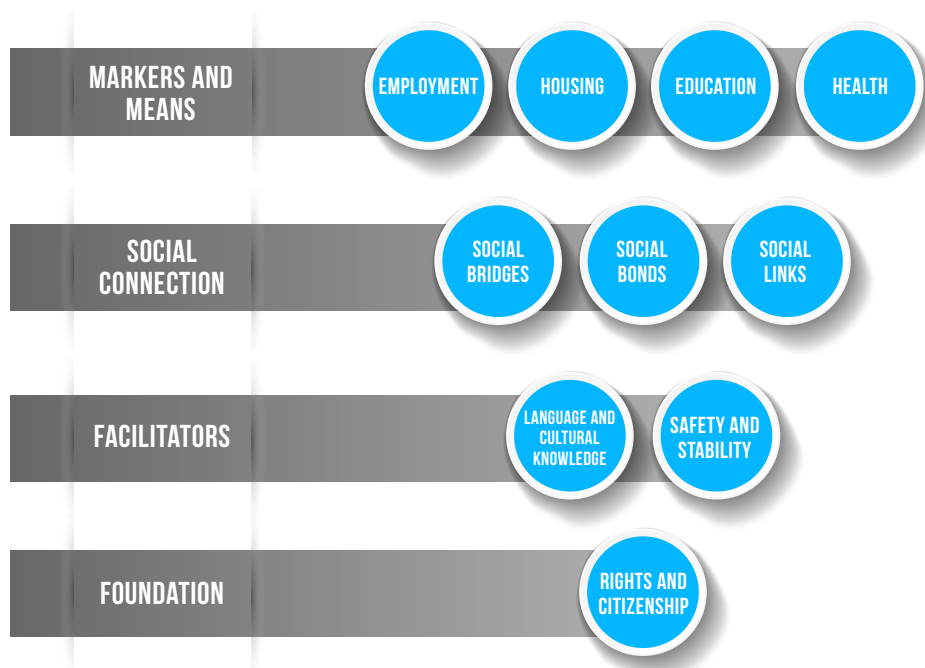 MARKERS AND
MEANS
EMPLOYMENT
HOUSING
EDUCATION
HEALTH
SOCIAL
CONNECTION
SOCIAL
BRIDGES
SOCIAL
BONDS
SOCIAL
LINKS
FACILITATORS
LANGUAGE AND
CULTURAL
KNOWLEDGE
SAFETY AND
STABILITY
FOUNDATION
RIGHTS AND
CITIZENSHIP